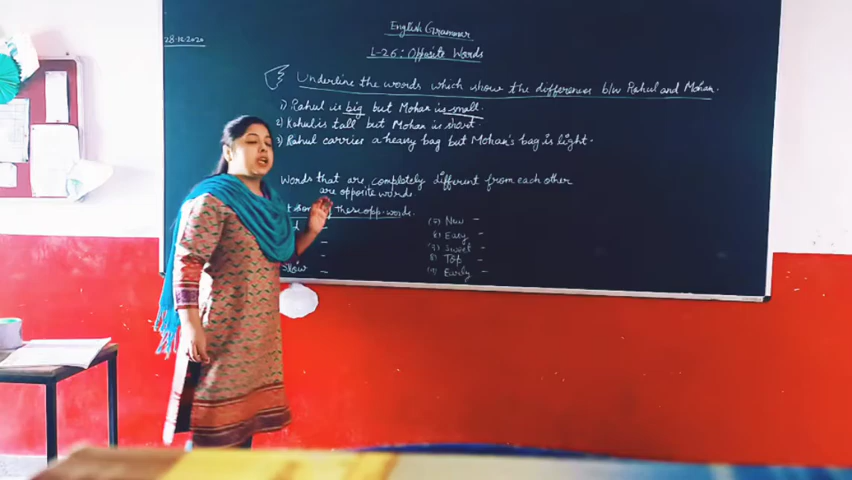 28.12.2020
English Grammar
L-26: Opposite Words
Underline the words which show the difference b/w Rahul and Mohan.
1) Rahul is big but Mohan is small.
2) Rahul is tall but Mohan is short.
3) Rahul carries a heavy bag but Mohan's bag is light.
Words that are completely different from each other
are opposite words.
of these opp. words.
Slow –
(5) New –
(6) Easy –
(7) Sweet –
(8) Top –
(9) Early –